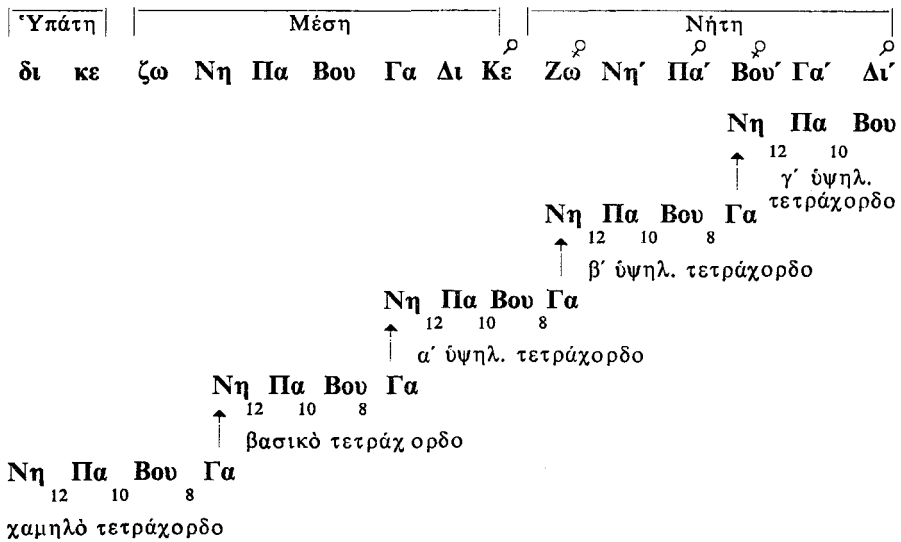 Ὑπάτη Μέση Νήτη
δι κε ζω Νη Πα Βου Γα Δι Κε Ζω Νη΄ Πα΄ Βου΄ Γα΄ Δι΄
Νη Πα Βου
12 10
γ΄ ὑψηλ.
τετράχορδο
Νη Πα Βου Γα
12 10 8
β΄ ὑψηλ. τετράχορδο
Νη Πα Βου Γα
12 10 8
α΄ ὑψηλ. τετράχορδο
Νη Πα Βου Γα
12 10 8
βασικὸ τετράχορδο
Νη Πα Βου Γα
12 10 8
χαμηλὸ τετράχορδο